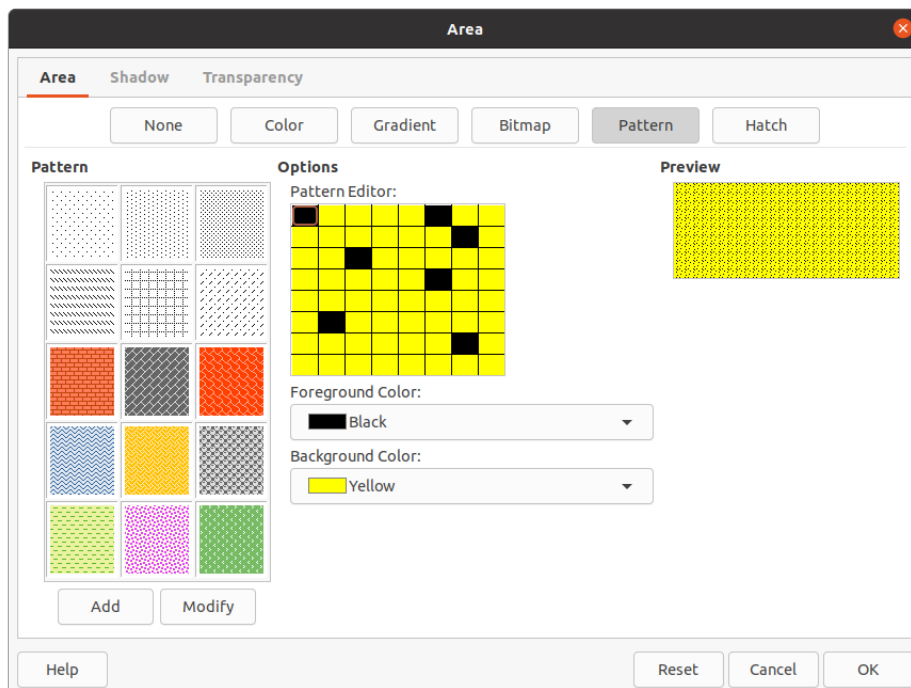 Area
Area Shadow Transparency
None Color Gradient Bitmap Pattern Hatch
Pattern Options Preview
Pattern Editor:
Foreground Color:
Black
Background Color:
Yellow
Add Modify
Help Reset Cancel OK